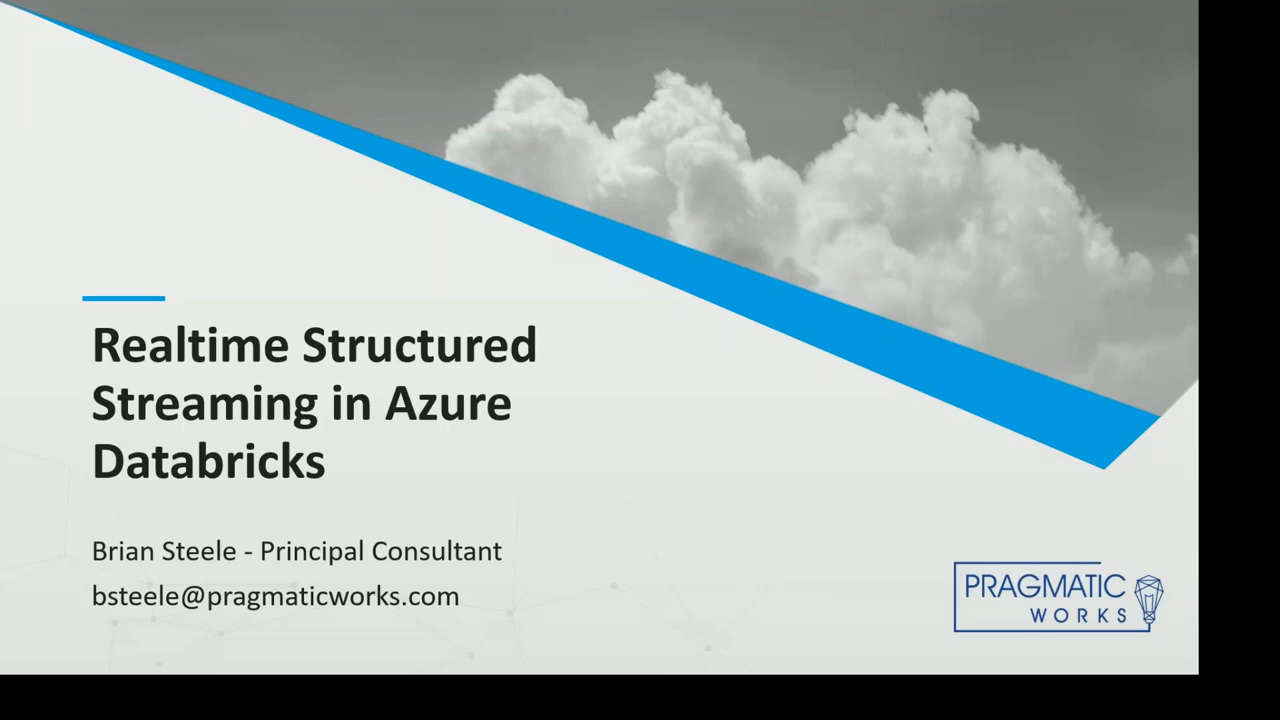 Realtime Structured
Streaming in Azure
Databricks
Brian Steele - Principal Consultant
bsteele@pragmaticworks.com
PRAGMATIC
WORKS